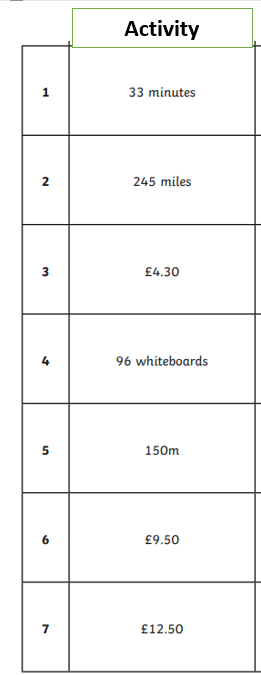 Activity
1 33 minutes
2 245 miles
3 £4.30
4 96 whiteboards
5 150m
6 £9.50
7 £12.50